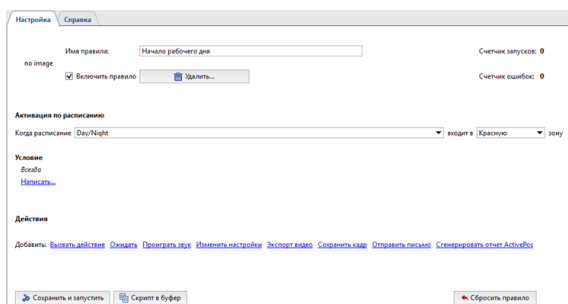 Настройка Справка
Имя правила: Начало рабочего дня Счетчик запусков: 0
no image
Включить правило Удалить... Счетчик ошибок: 0
Активация по расписанию
Когда расписание Day/Night входит в Красную зону
Условие
Всегда
Написать...
Действия
Добавить: Вызвать действие Ожидать Проиграть звук Изменить настройки Экспорт видео Сохранить кадр Отправить письмо Сгенерировать отчет ActivePos
Сохранить и запустить Скрипт в буфер Сбросить правило